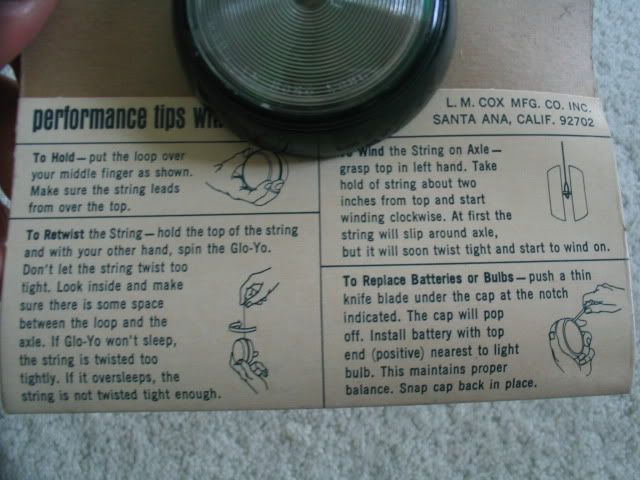 performance tips
L. M. COX MFG. CO. INC.
SANTA ANA, CALIF. 92702
To Hold — put the loop over
your middle finger as shown.
Make sure the string leads
from over the top.
To Retwist the String — hold the top of the string
and with your other hand, spin the Glo-Yo.
Don't let the string twist too
tight. Look inside and make
sure there is some space
between the loop and the
axle. If Glo-Yo won't sleep,
the string is twisted too
tightly. If it oversleeps, the
string is not twisted tight enough.
Wind the String on Axle —
grasp top in left hand. Take
hold of string about two
inches from top and start
winding clockwise. At first the
string will slip around axle,
but it will soon twist tight and start to wind on.
To Replace Batteries or Bulbs — push a thin
knife blade under the cap at the notch
indicated. The cap will pop
off. Install battery with top
end (positive) nearest to light
bulb. This maintains proper
balance. Snap cap back in place.